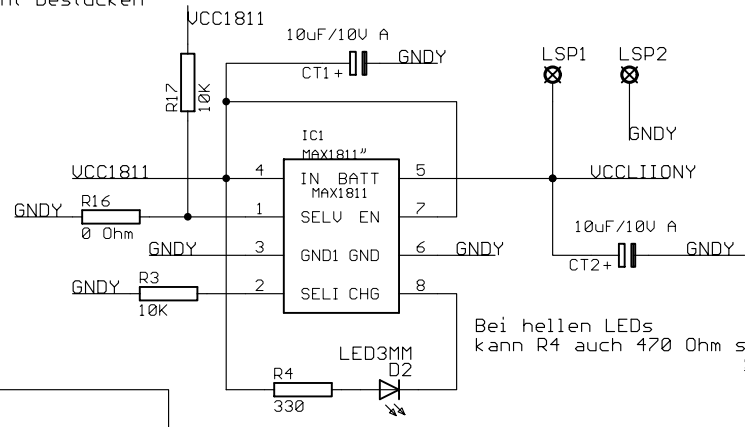 bestücken
VCC1811
10uF/10V A
GNDY
CT1+
LSP1
LSP2
R17
10K
GNDY
IC1
MAX1811"
VCC1811
4
IN BATT
5
VCCLIIONY
MAX1811
R16
GNDY
0 Ohm
1
SELV EN
7
10uF/10V A
GNDY
3
GND1 GND
6
GNDY
CT2+
GNDY
R3
GNDY
10K
2
SELI CHG
8
Bei hellen LEDs
kann R4 auch 470 Ohm s
LED3MM
D2
R4
330